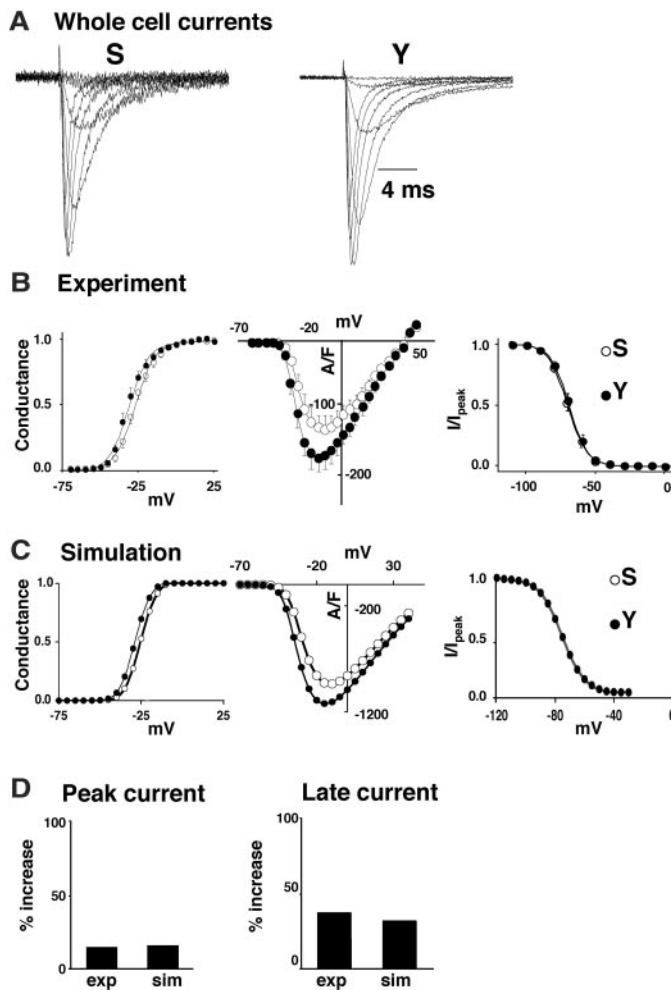 A Whole cell currents
S Y
4 ms
B Experiment
Conductance
1.0
0.5
0.0
-75 -25 25
mV
mV
-70 -20 50
A/F
-100
-200
I/Ipeak
1.0
0.5
0.0
-100 -50 0
mV
S
Y
C Simulation
Conductance
1.0
0.5
0
-75 -25 25
mV
mV
-70 -10 30
A/F
-200
-1200
I/Ipeak
1.0
0.5
0.0
-120 -80 -40 0
mV
S
Y
D Peak current Late current
% increase
100
50
0
exp sim
% increase
100
50
0
exp sim